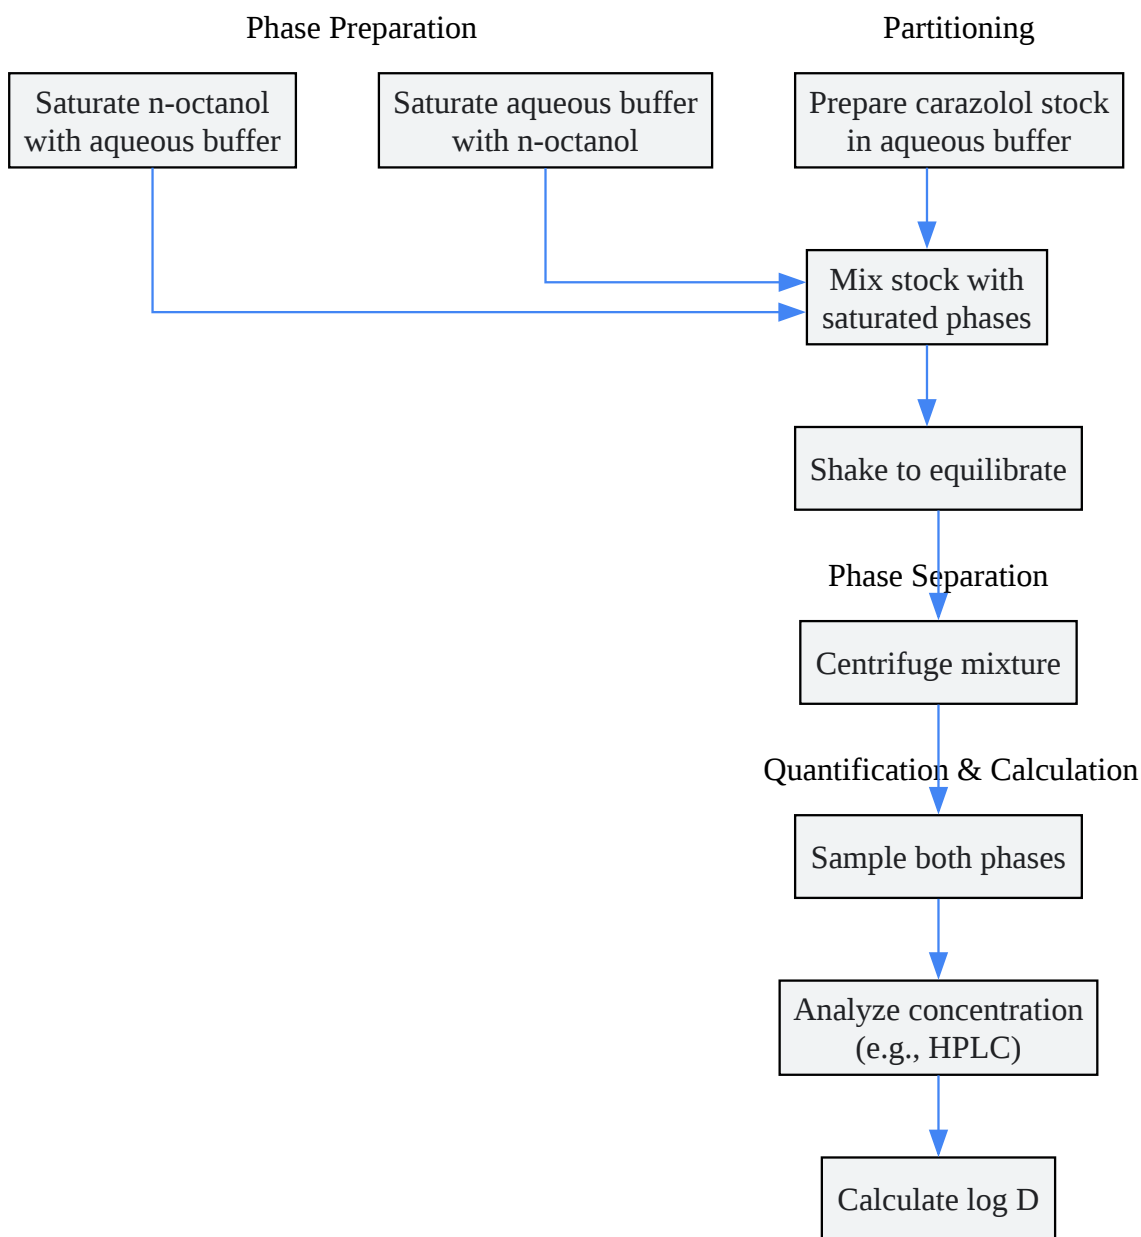 Phase Preparation
Partitioning
Saturate n-octanol
with aqueous buffer
Saturate aqueous buffer
with n-octanol
Prepare carazolol stock
in aqueous buffer
Mix stock with
saturated phases
Shake to equilibrate
Phase Separation
Centrifuge mixture
Quantification & Calculation
Sample both phases
Analyze concentration
(e.g., HPLC)
Calculate log D